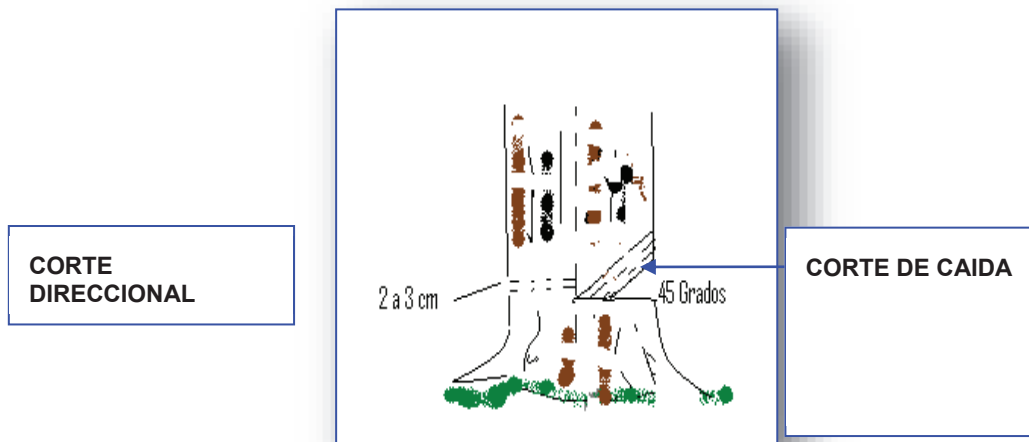 CORTE
DIRECCIONAL
2 a 3 cm
45 Grados
CORTE DE CAIDA